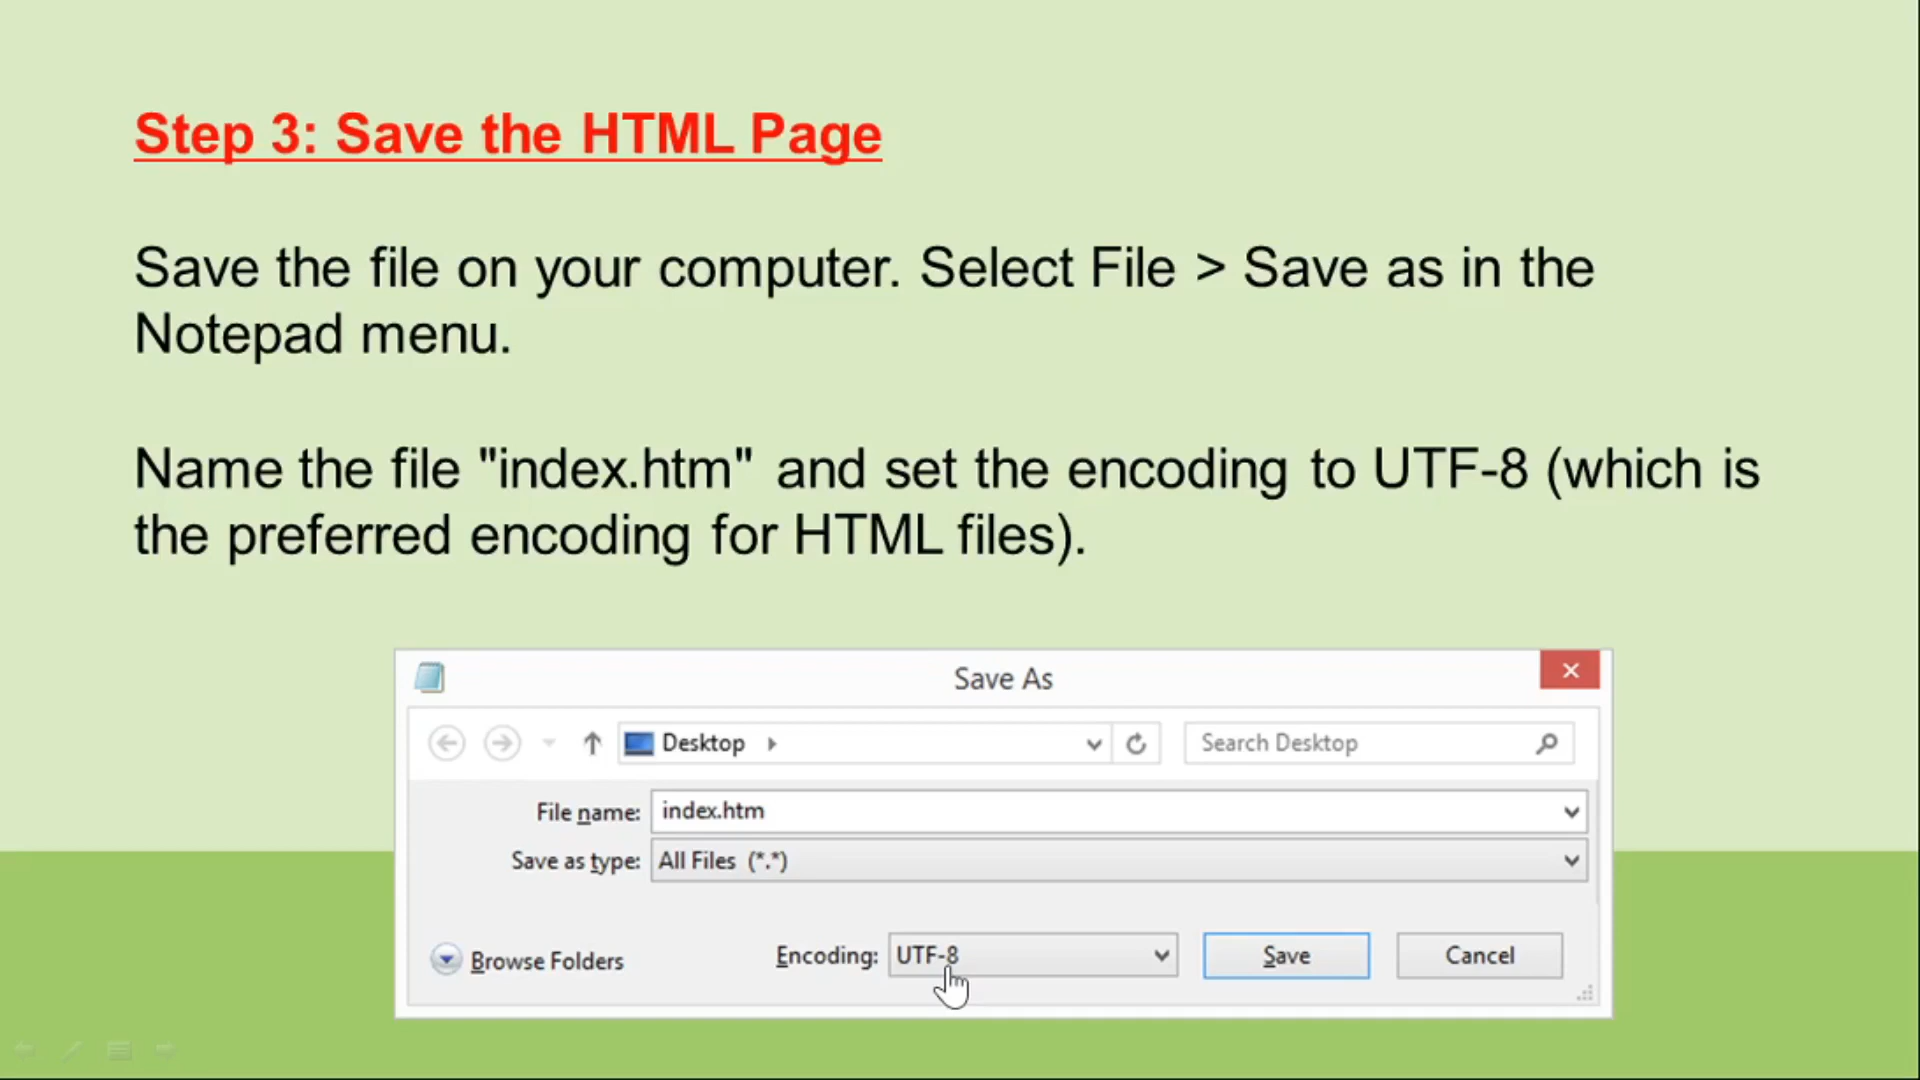 Step 3: Save the HTML Page
Save the file on your computer. Select File > Save as in the
Notepad menu.
Name the file "index.htm" and set the encoding to UTF-8 (which is
the preferred encoding for HTML files).
Save As
Desktop
Search Desktop
File name: index.htm
Save as type: All Files (*.*)
Browse Folders
Encoding: UTF-8
Save
Cancel